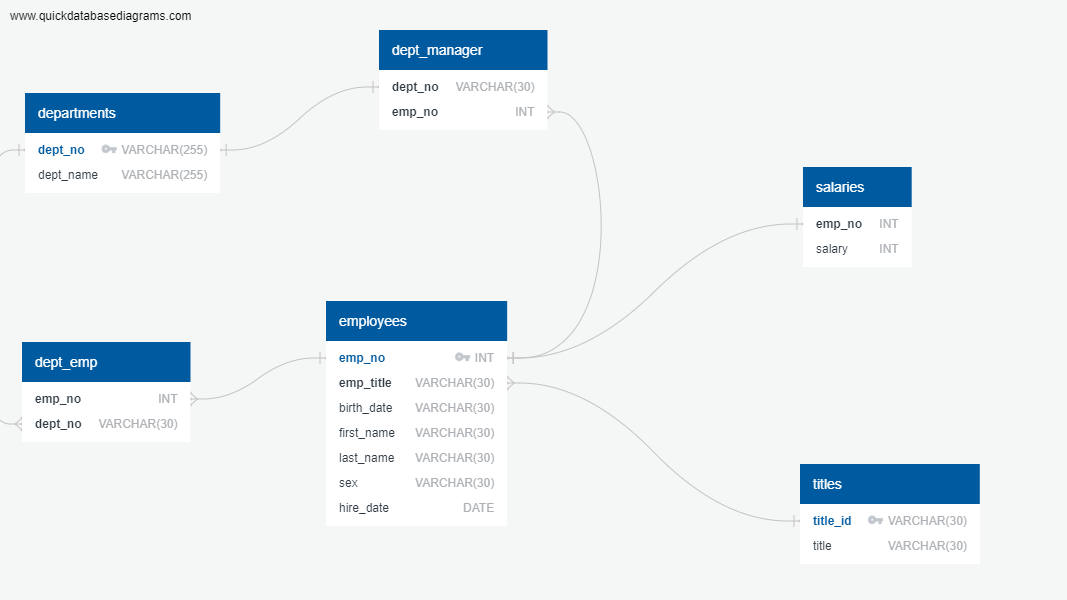 www.quickdatabasediagrams.com
dept_manager
dept_no VARCHAR(30)
emp_no INT
departments
dept_no VARCHAR(255)
dept_name VARCHAR(255)
salaries
emp_no INT
salary INT
employees
emp_no INT
emp_title VARCHAR(30)
birth_date VARCHAR(30)
first_name VARCHAR(30)
last_name VARCHAR(30)
sex VARCHAR(30)
hire_date DATE
dept_emp
emp_no INT
dept_no VARCHAR(30)
titles
title_id VARCHAR(30)
title VARCHAR(30)